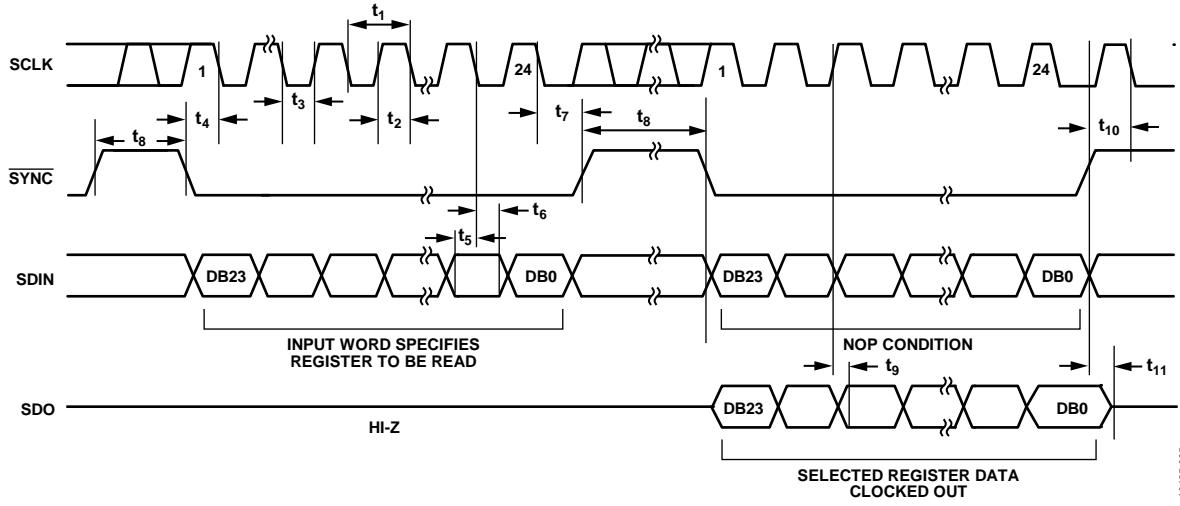 t1
SCLK
1
24
1
24
t3
t4
t2
t7
t8
t10
t8
SYNC
t6
t5
SDIN
DB23
DB0
DB23
DB0
INPUT WORD SPECIFIES
REGISTER TO BE READ
NOP CONDITION
t9
t11
SDO
DB23
DB0
HI-Z
SELECTED REGISTER DATA
CLOCKED OUT